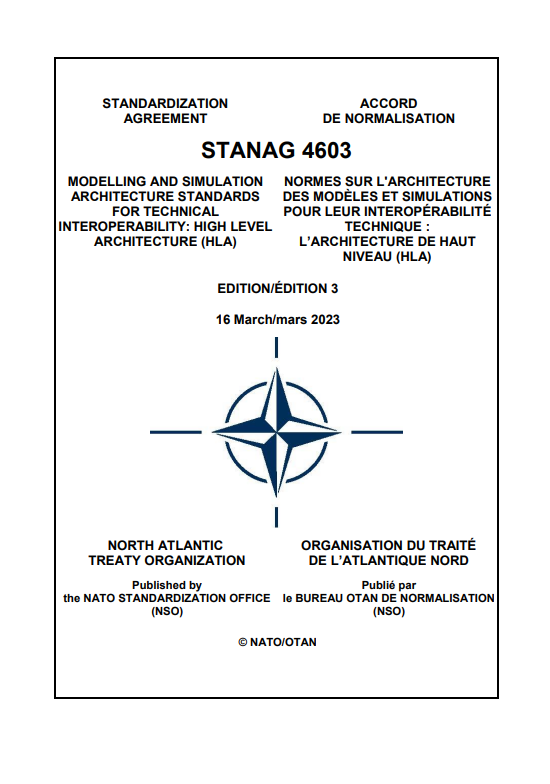 STANDARDIZATION
AGREEMENT
ACCORD
DE NORMALISATION
STANAG 4603
MODELLING AND SIMULATION
ARCHITECTURE STANDARDS
FOR TECHNICAL
INTEROPERABILITY: HIGH LEVEL
ARCHITECTURE (HLA)
NORMES SUR L'ARCHITECTURE
DES MODÈLES ET SIMULATIONS
POUR LEUR INTEROPÉRABILITÉ
TECHNIQUE :
L’ARCHITECTURE DE HAUT
NIVEAU (HLA)
EDITION/ÉDITION 3
16 March/mars 2023
NORTH ATLANTIC
TREATY ORGANIZATION
ORGANISATION DU TRAITÉ
DE L’ATLANTIQUE NORD
Published by
the NATO STANDARDIZATION OFFICE
(NSO)
Publié par
le BUREAU OTAN DE NORMALISATION
(NSO)
© NATO/OTAN